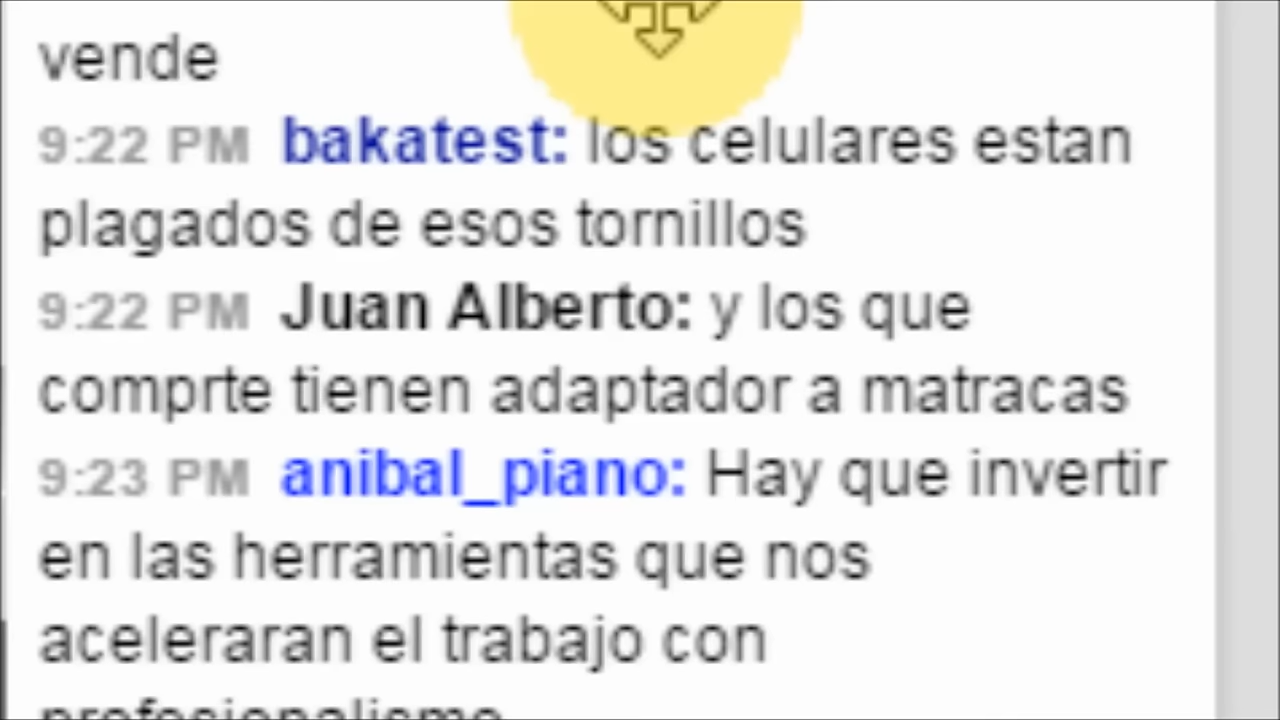 vende
9:22 PM bakatest: los celulares estan
plagados de esos tornillos
9:22 PM Juan Alberto: y los que
comprte tienen adaptador a matracas
9:23 PM anibal_piano: Hay que invertir
en las herramientas que nos
aceleraran el trabajo con
profesionalismo